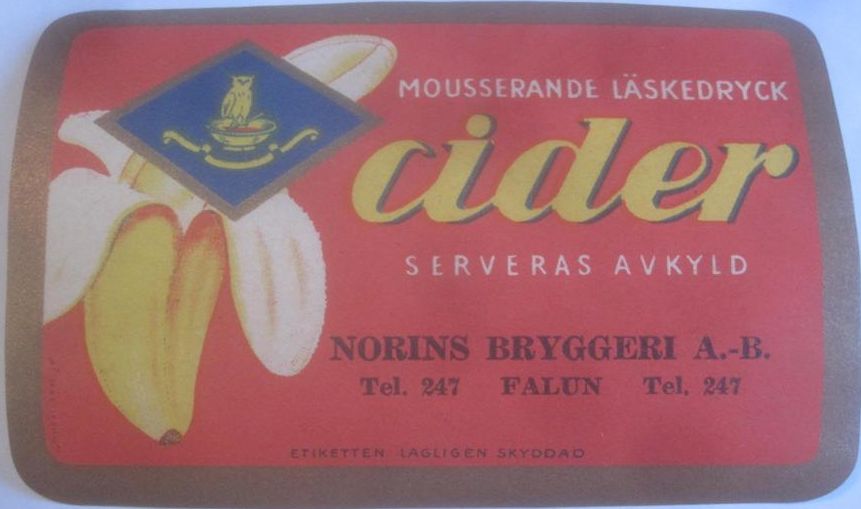 MOUSSERANDE LÄSKEDRYCK
cider
SERVERAS AVKYLD
NORINS BRYGGERI A.-B.
Tel. 247 FALUN Tel. 247
ETIKETTEN LAGLIGEN SKYDDAD